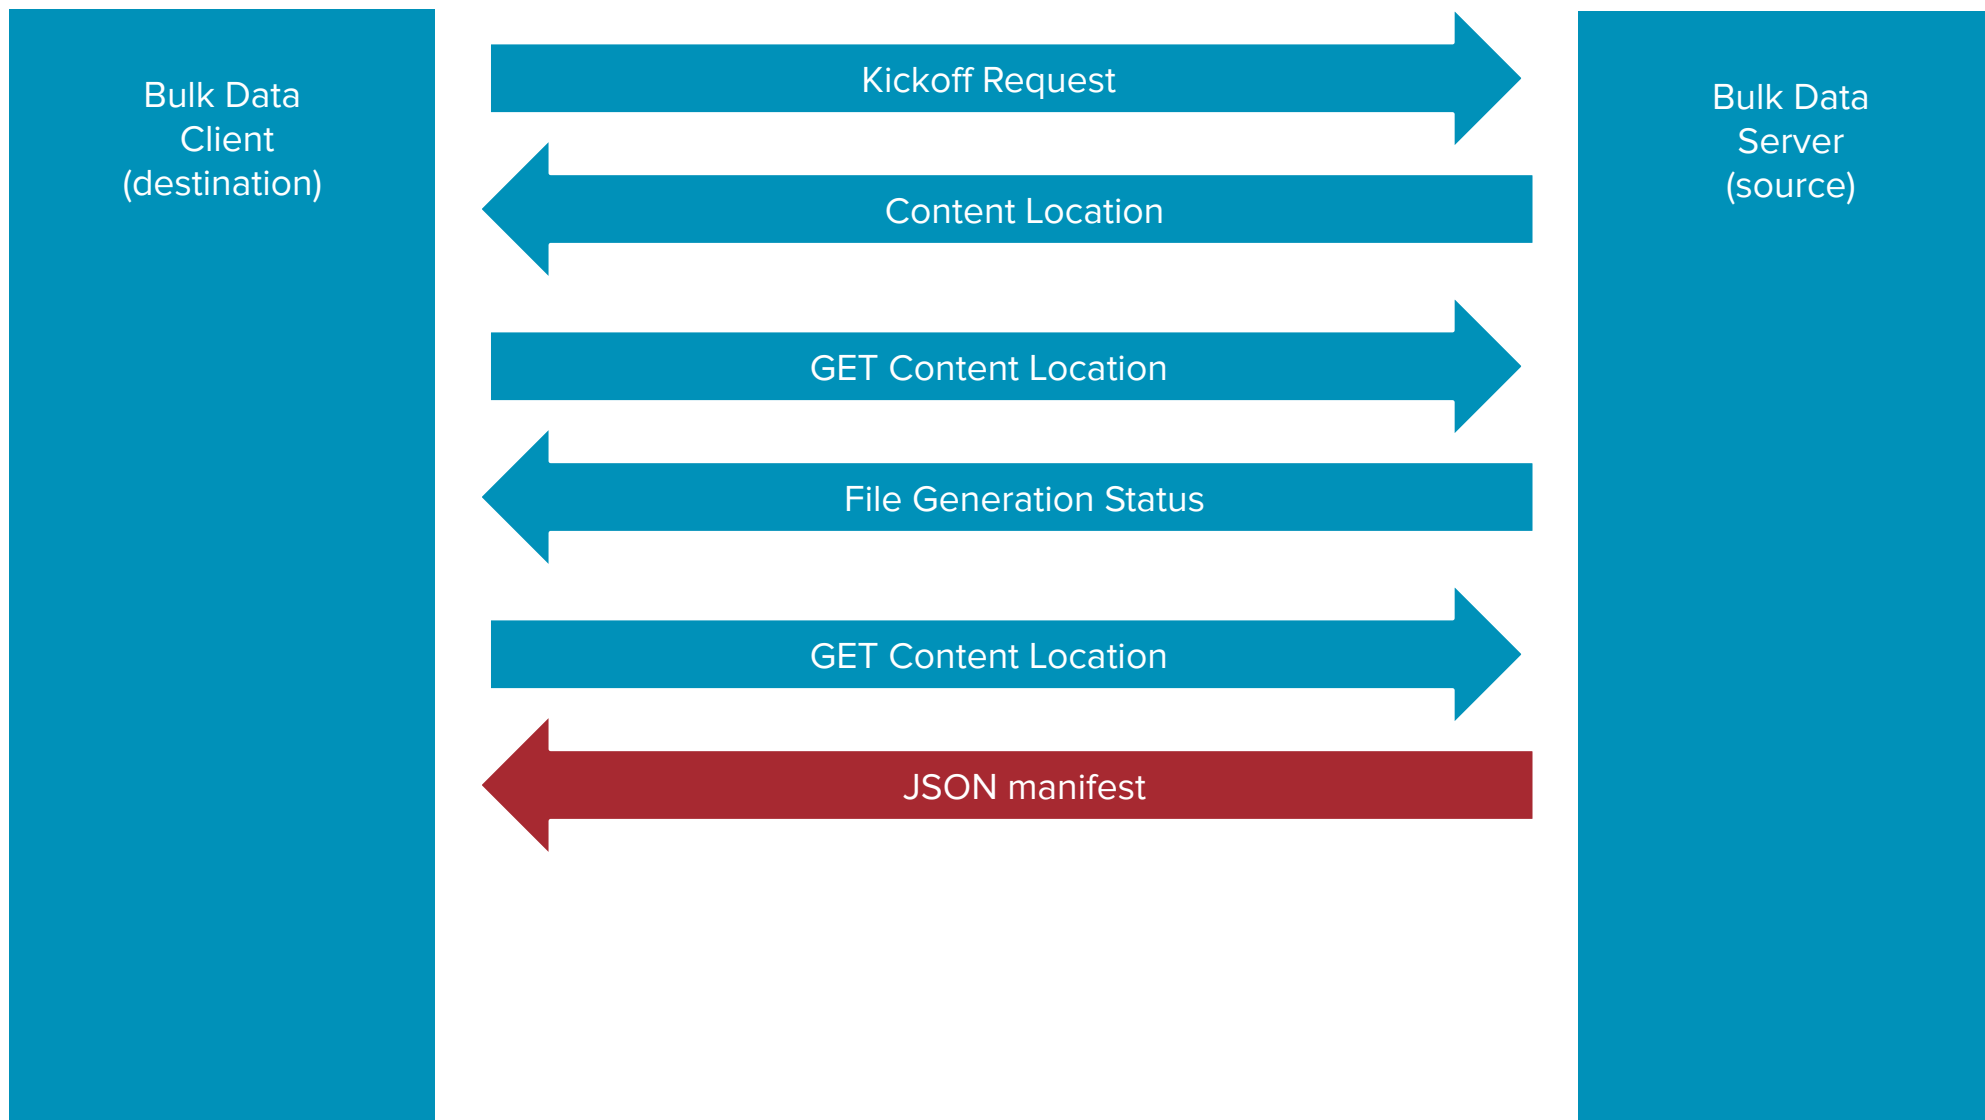 Bulk Data
Client
(destination)
Kickoff Request
Content Location
GET Content Location
File Generation Status
GET Content Location
JSON manifest
Bulk Data
Server
(source)